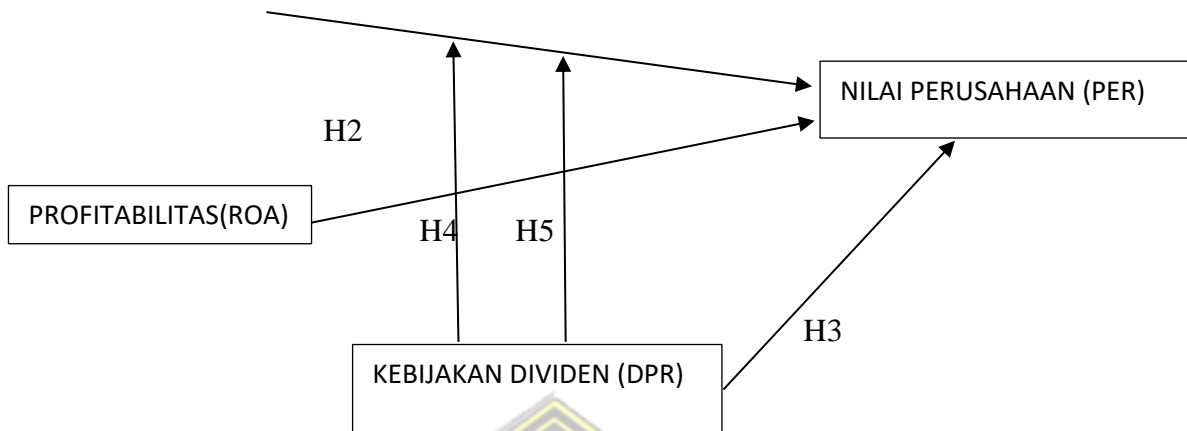 NILAI PERUSAHAAN (PER)
H2
PROFITABILITAS(ROA)
H4
H5
H3
KEBIJAKAN DIVIDEN (DPR)